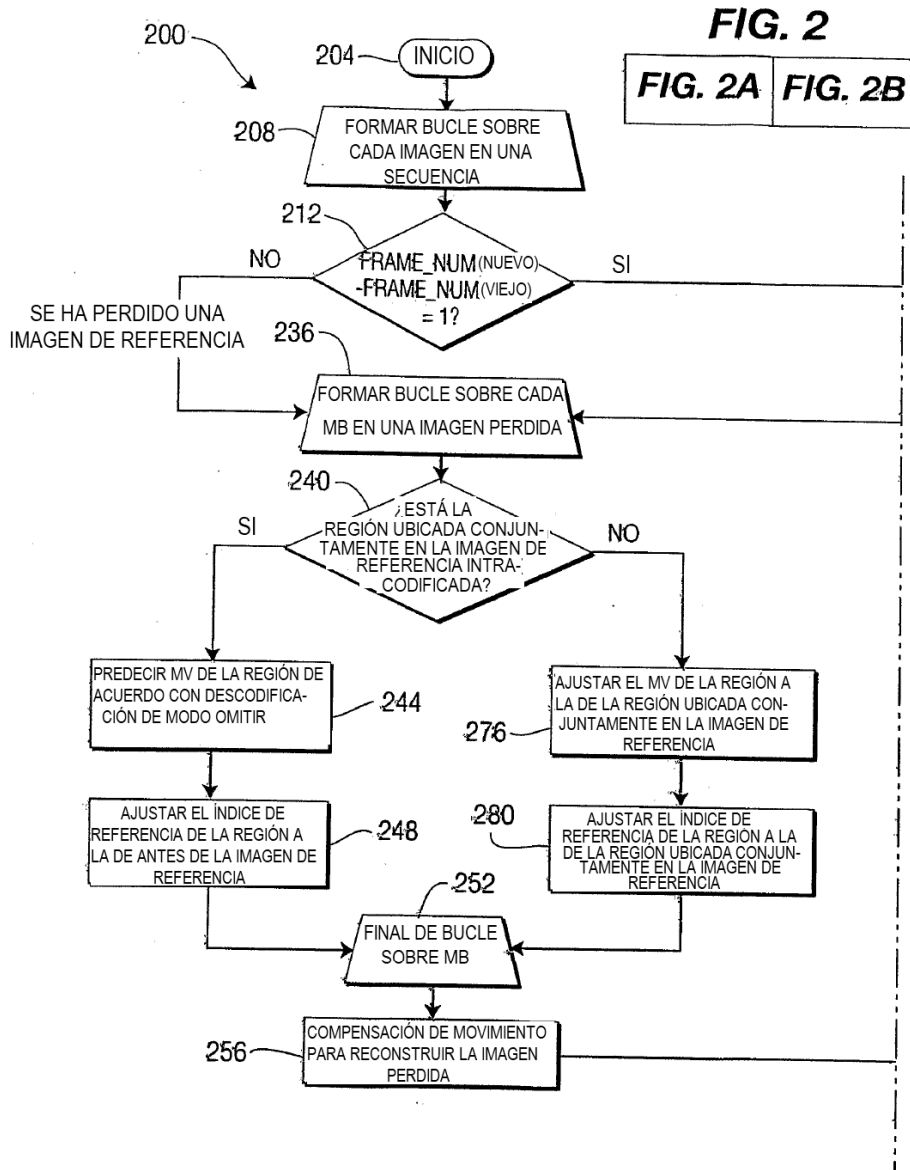 FIG. 2
FIG. 2A
FIG. 2B
200
204
INICIO
208
FORMAR BUCLE SOBRE
CADA IMAGEN EN UNA
SECUENCIA
212
NO
FRAME_NUM(NUEVO)
-FRAME_NUM(VIEJO)
= 1?
SI
SE HA PERDIDO UNA
IMAGEN DE REFERENCIA
236
FORMAR BUCLE SOBRE CADA
MB EN UNA IMAGEN PERDIDA
240
SI
¿ESTÁ LA
REGIÓN UBICADA CONJUN-
TAMENTE EN LA IMAGEN DE
REFERENCIA INTRA-
CODIFICADA?
NO
PREDECIR MV DE LA REGIÓN DE
ACUERDO CON DESCODIFICA-
CIÓN DE MODO OMITIR
244
AJUSTAR EL MV DE LA REGIÓN A
LA DE LA REGIÓN UBICADA CON-
JUNTAMENTE EN LA IMAGEN DE
REFERENCIA
276
AJUSTAR EL ÍNDICE DE
REFERENCIA DE LA REGIÓN A
LA DE ANTES DE LA IMAGEN DE
REFERENCIA
248
280
AJUSTAR EL ÍNDICE DE
REFERENCIA DE LA REGIÓN A LA
DE LA REGIÓN UBICADA CONJUN-
TAMENTE EN LA IMAGEN DE
REFERENCIA
252
FINAL DE BUCLE
SOBRE MB
256
COMPENSACIÓN DE MOVIMIENTO
PARA RECONSTRUIR LA IMAGEN
PERDIDA